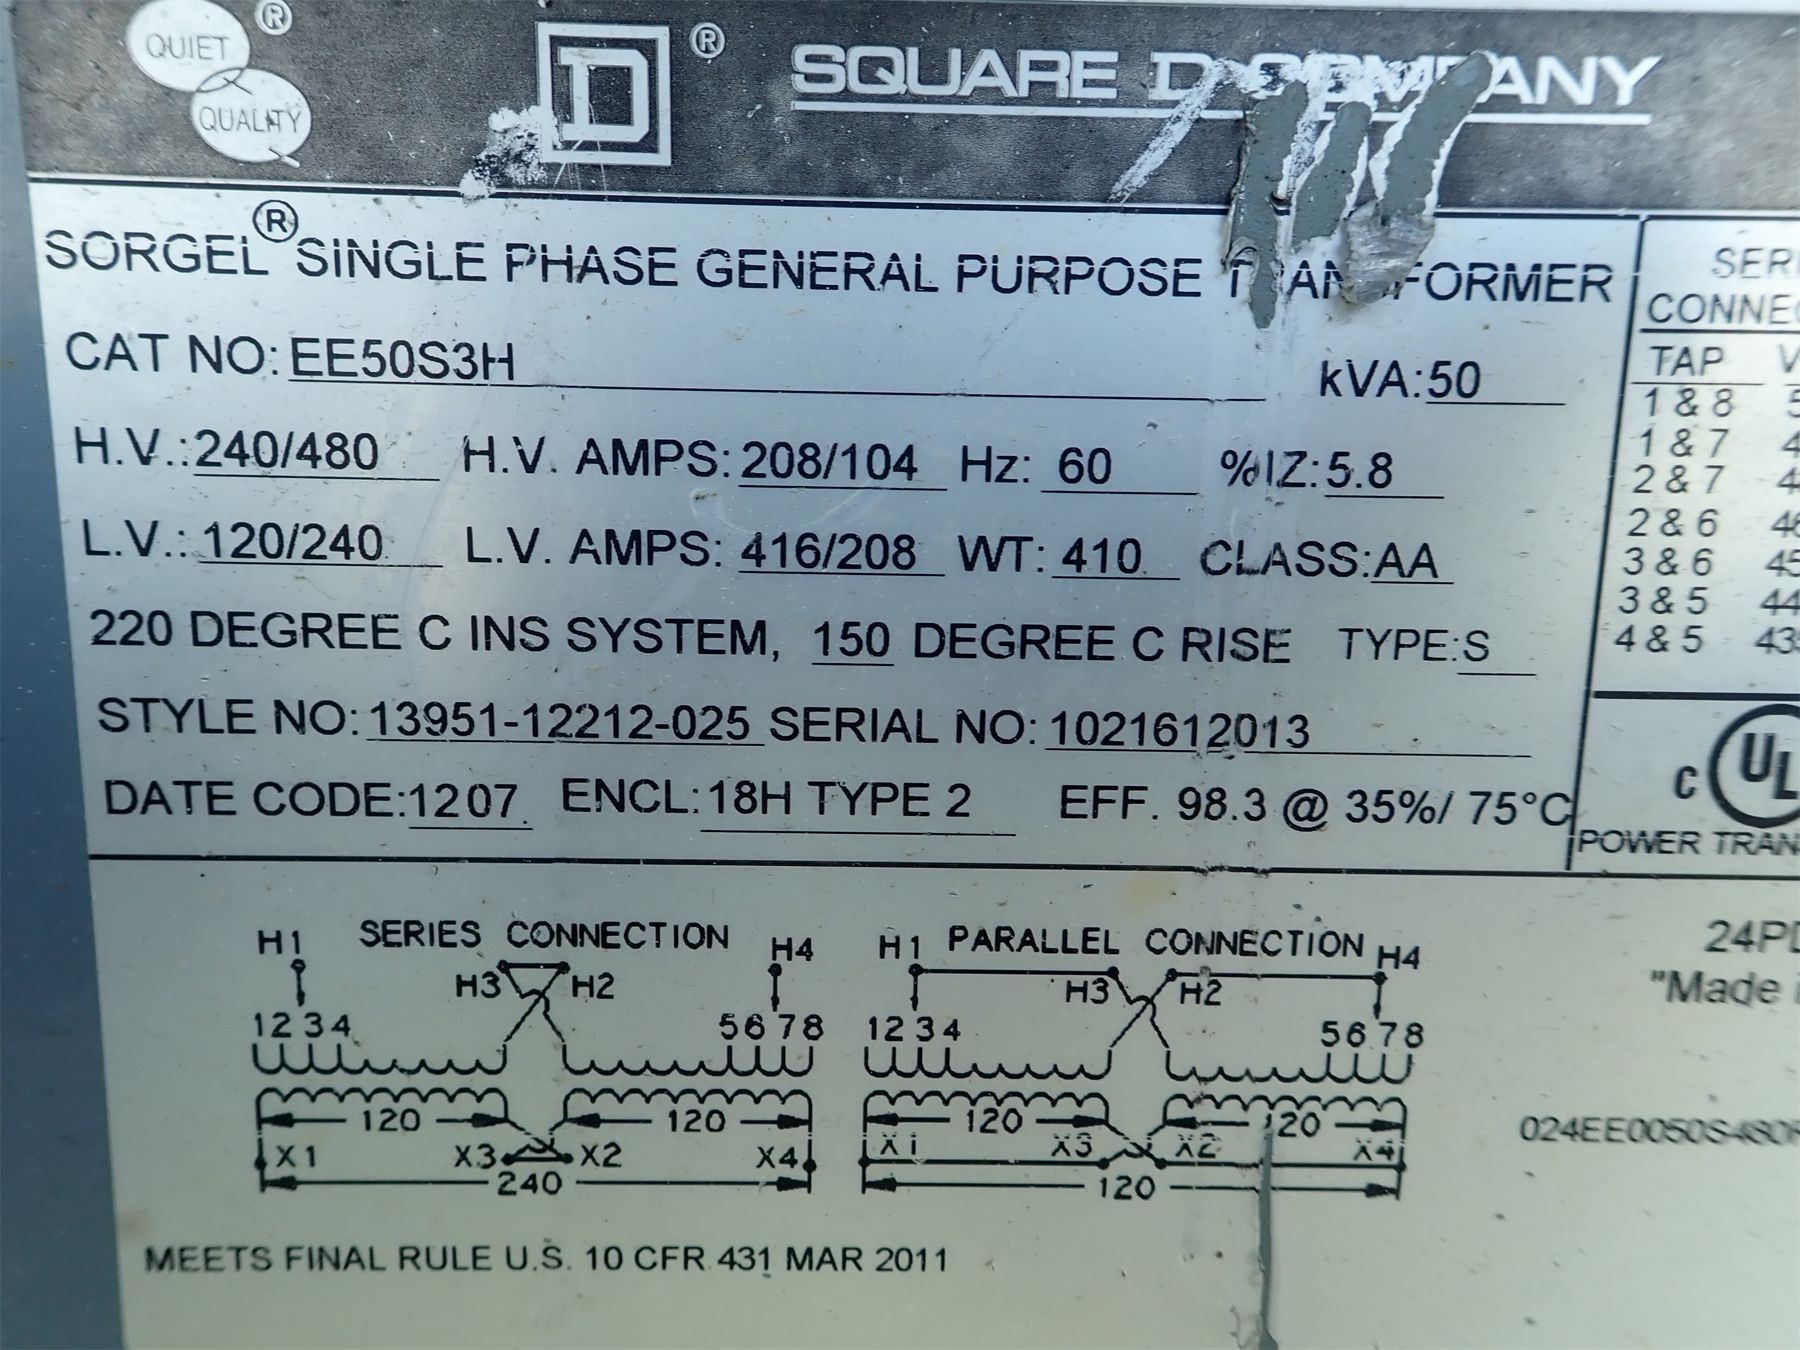 QUIET ®
QUALITY
D ®
SQUARE D COMPANY
SORGEL® SINGLE PHASE GENERAL PURPOSE TRANSFORMER
CAT NO: EE50S3H kVA: 50
H.V.: 240/480 H.V. AMPS: 208/104 Hz: 60 %IZ: 5.8
L.V.: 120/240 L.V. AMPS: 416/208 WT: 410 CLASS: AA
220 DEGREE C INS SYSTEM, 150 DEGREE C RISE TYPE: S
STYLE NO: 13951-12212-025 SERIAL NO: 1021612013
DATE CODE: 1207 ENCL: 18H TYPE 2 EFF. 98.3 @ 35%/ 75°C
TAP
1 & 8
1 & 7
2 & 7
2 & 6
3 & 6
3 & 5
4 & 5
C UL
POWER
SERIES CONNECTION
H1 H4
H3 H2
1 2 3 4 5 6 7 8
120 120
X1 X3 X2 X4
240
PARALLEL CONNECTION
H1 H4
H3 H2
1 2 3 4 5 6 7 8
120 120
X1 X3 X2 X4
120
"Made
MEETS FINAL RULE U.S. 10 CFR 431 MAR 2011